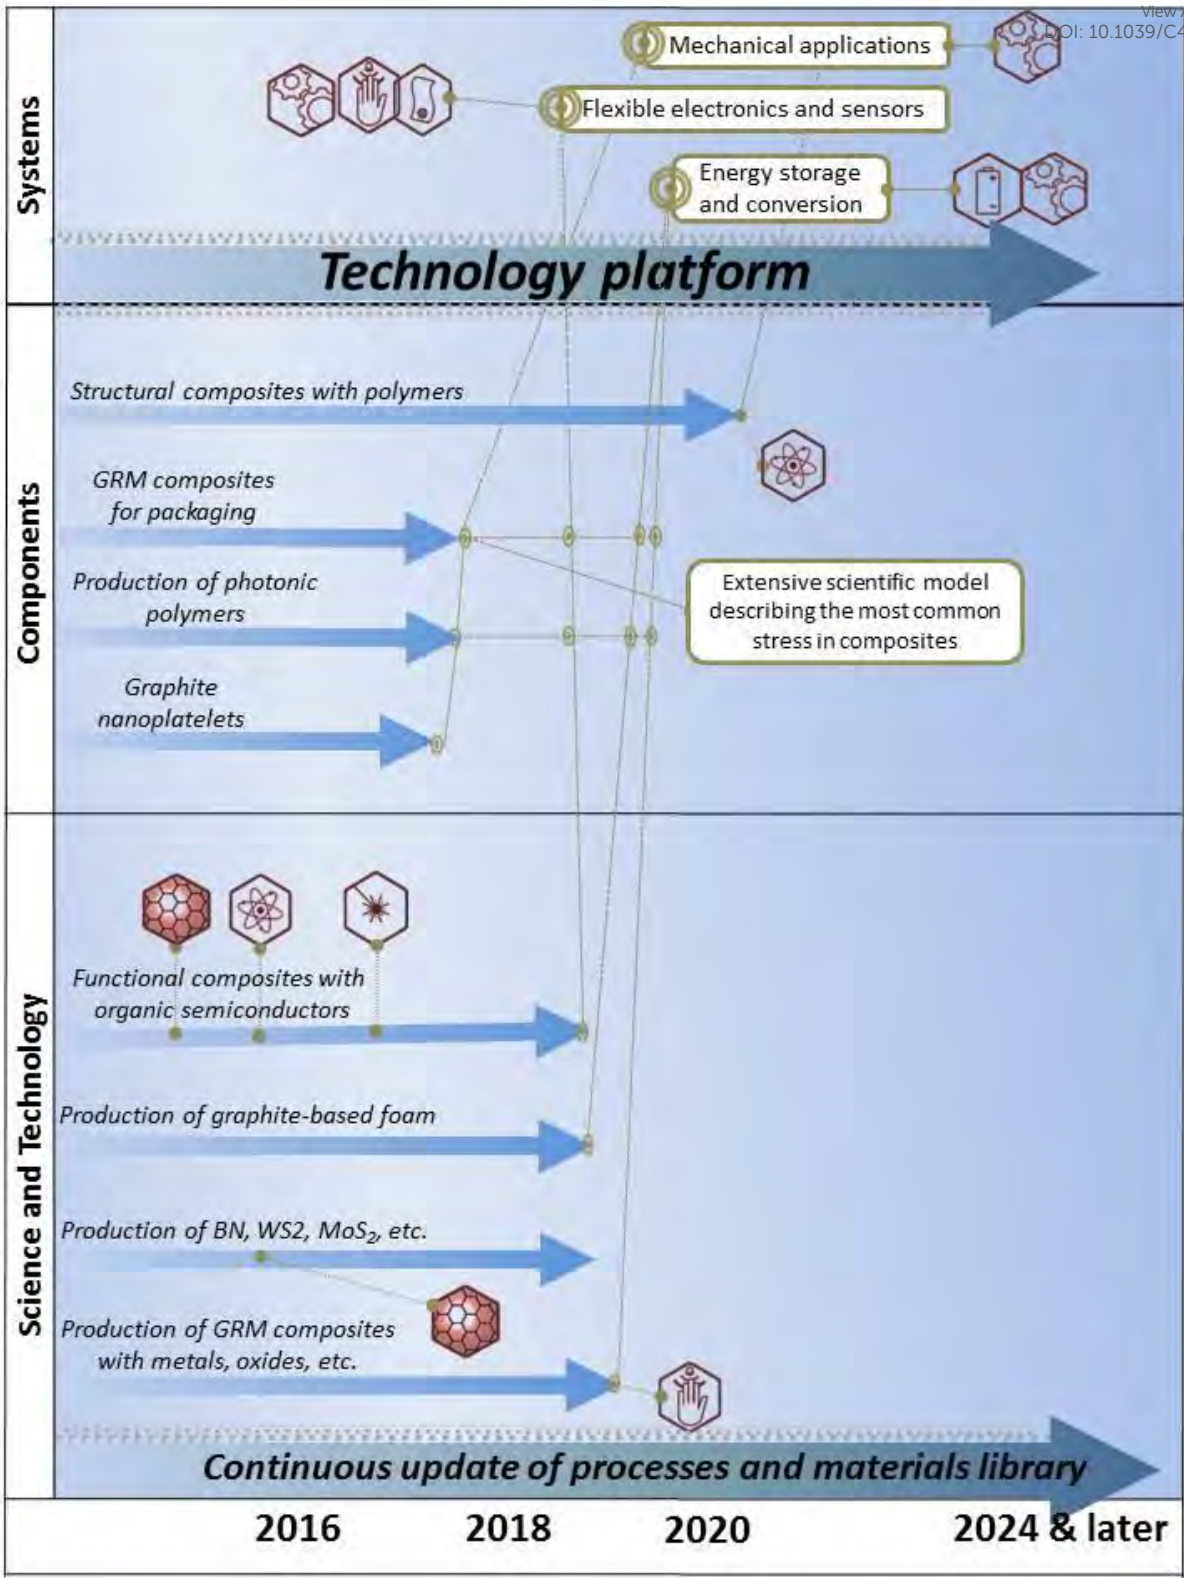 View
DOI: 10.1039/C4
Systems
Mechanical applications
Flexible electronics and sensors
Energy storage
and conversion
Technology platform
Components
Structural composites with polymers
GRM composites
for packaging
Production of photonic
polymers
Extensive scientific model
describing the most common
stress in composites
Graphite
nanoplatelets
Science and Technology
Functional composites with
organic semiconductors
Production of graphite-based foam
Production of BN, WS2, MoS₂, etc.
Production of GRM composites
with metals, oxides, etc.
Continuous update of processes and materials library
2016 2018 2020 2024 & later